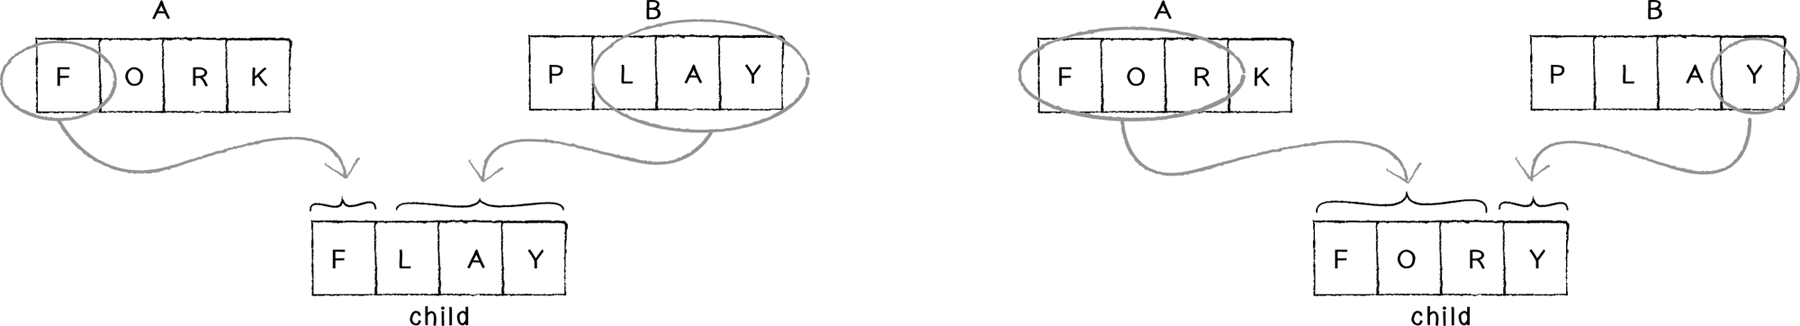 A B
F O R K P L A Y
F L A Y
child
A B
F O R K P L A Y
F O R Y
child